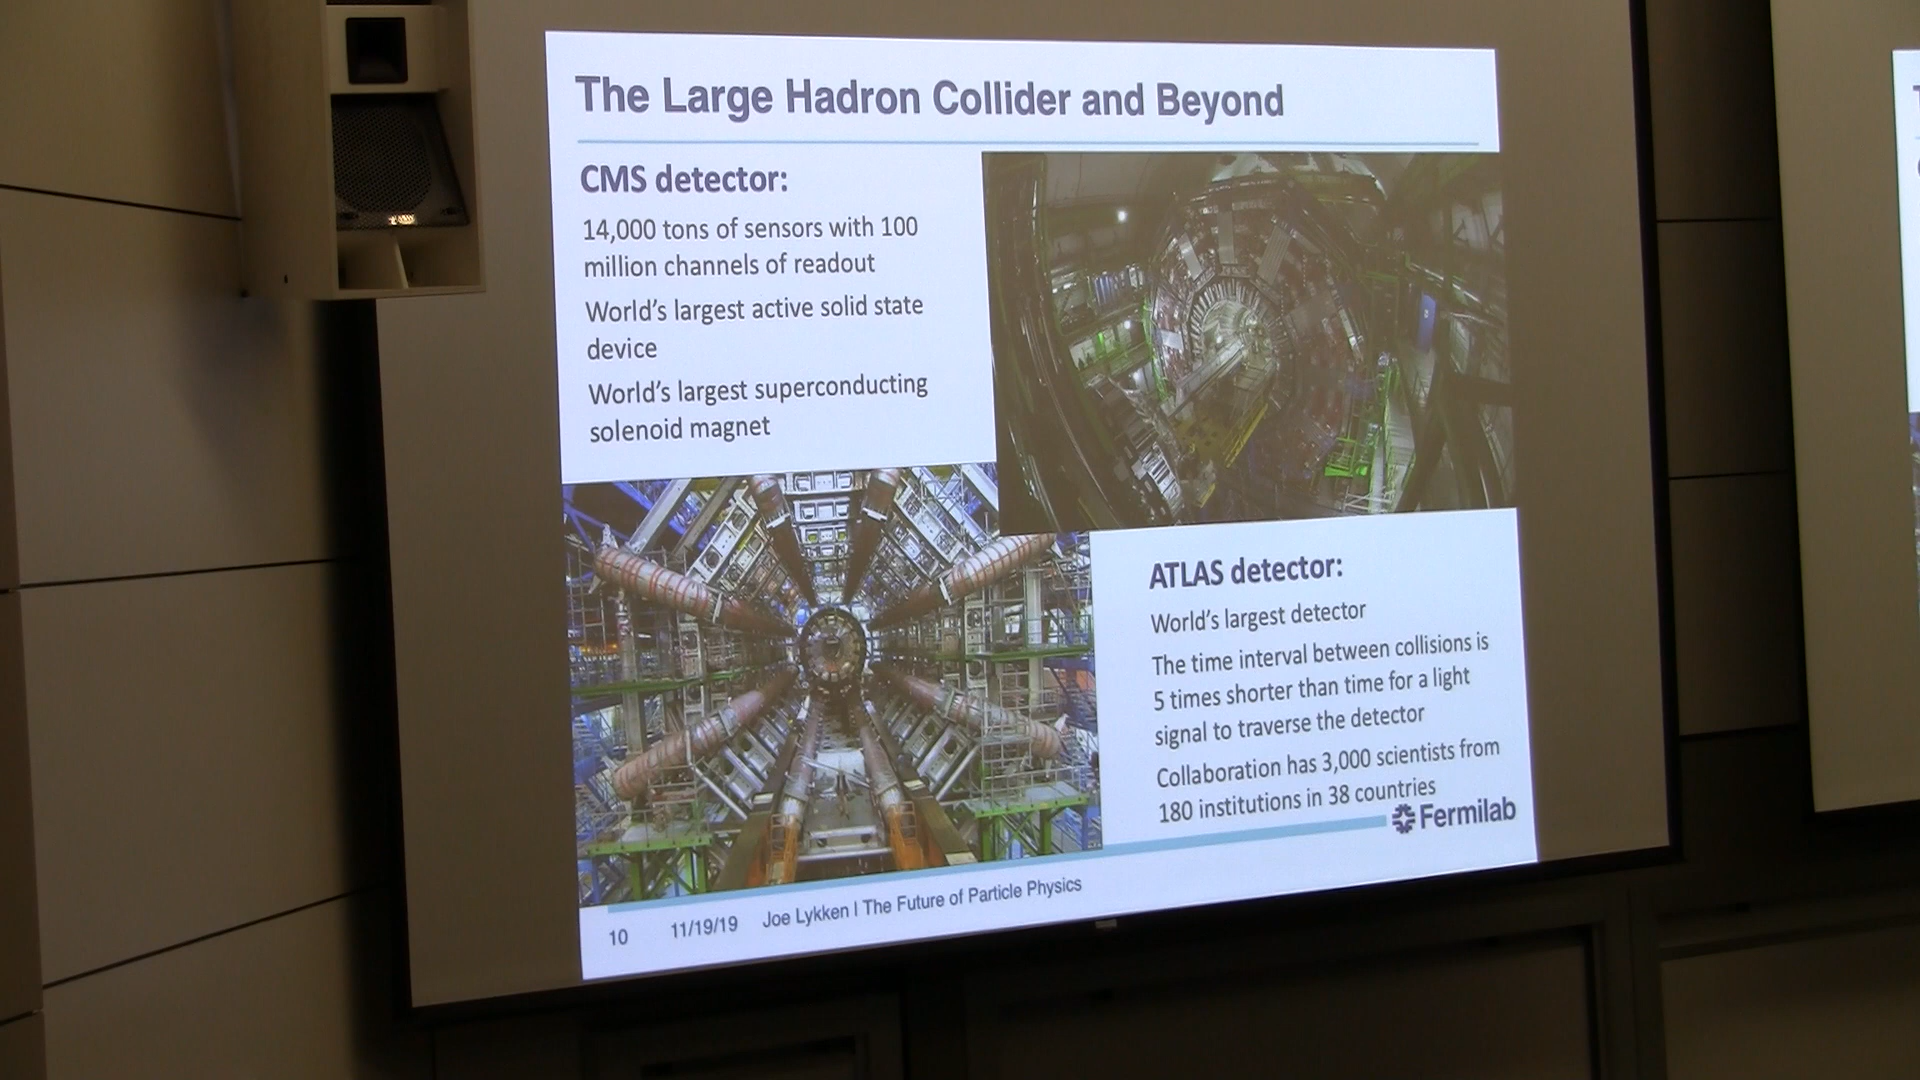 The Large Hadron Collider and Beyond
CMS detector:
14,000 tons of sensors with 100
million channels of readout
World's largest active solid state
device
World's largest superconducting
solenoid magnet
ATLAS detector:
World's largest detector
The time interval between collisions is
5 times shorter than time for a light
signal to traverse the detector
Collaboration has 3,000 scientists from
180 institutions in 38 countries
Fermilab
10 11/19/19 Joe Lykken | The Future of Particle Physics